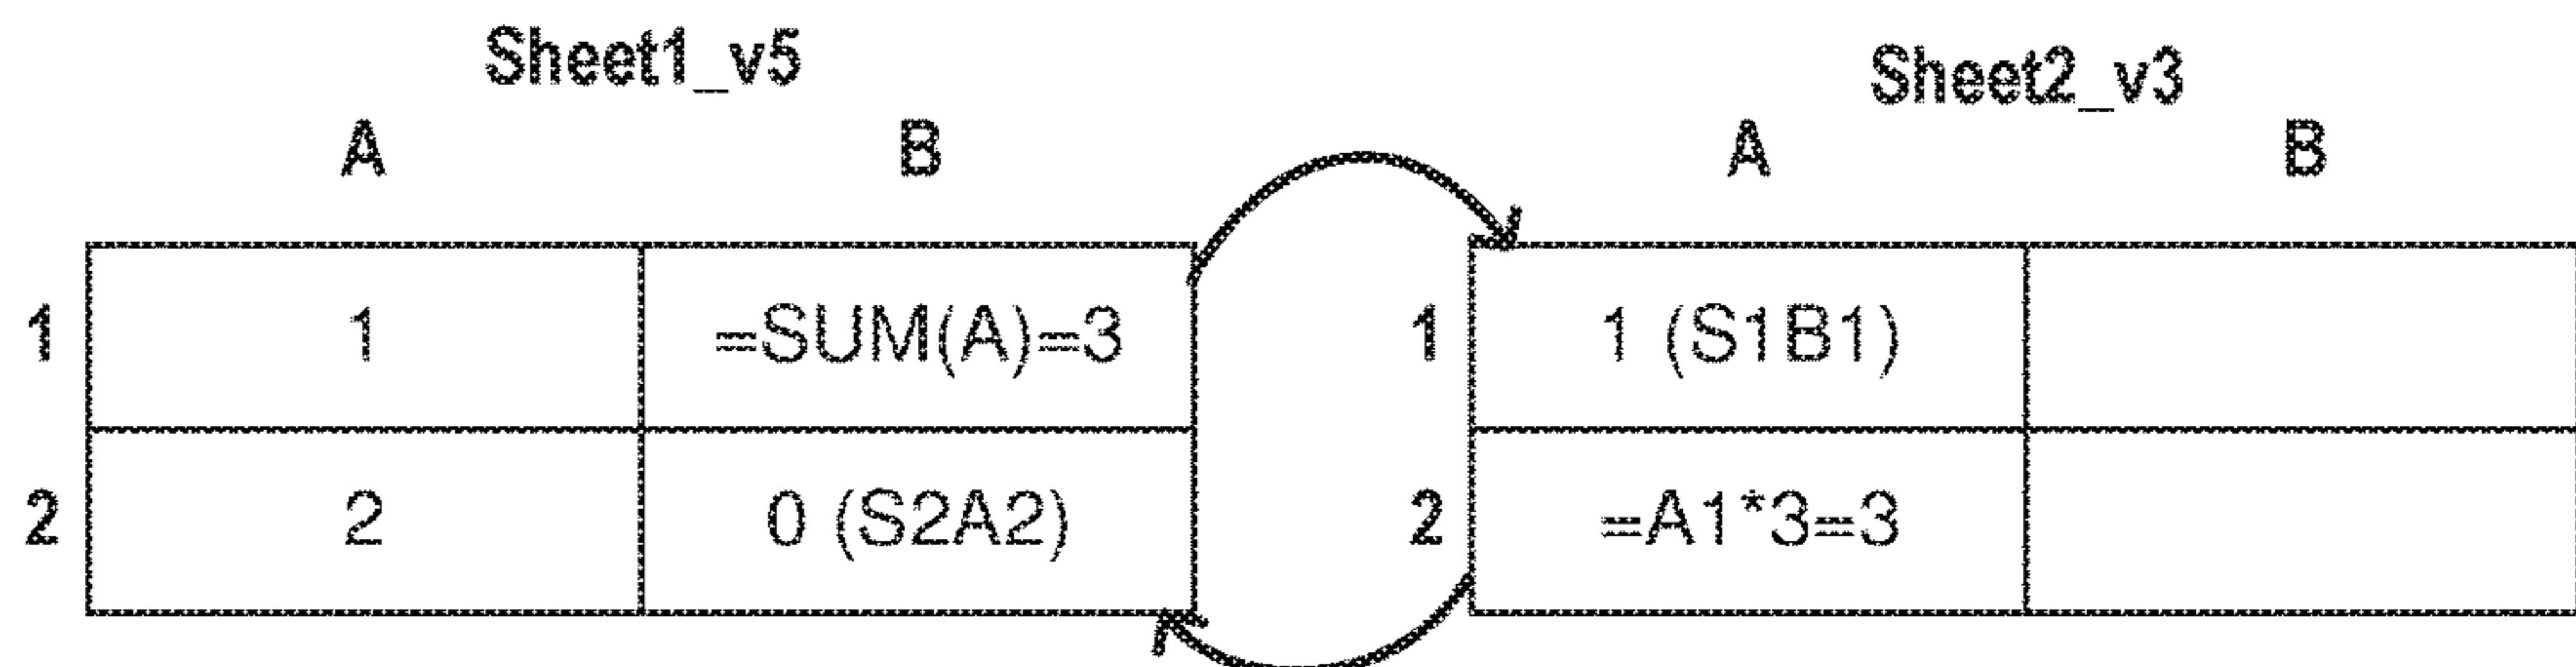 Sheet1_v5 Sheet2_v3
A B A B
1 1 =SUM(A)=3 1 1 (S1B1)
2 2 0 (S2A2) 2 =A1*3=3